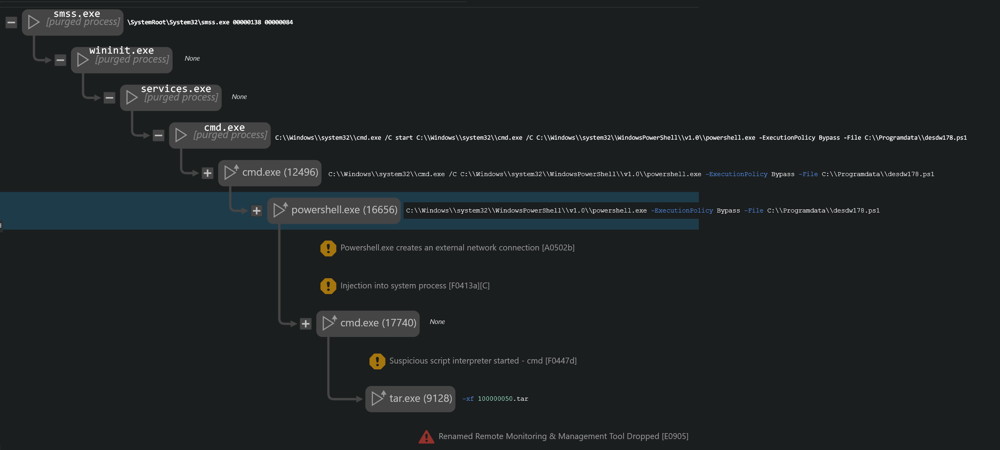 smss.exe
[purged process]
\SystemRoot\System32\smss.exe 00000138 00000084
wininit.exe
[purged process]
None
services.exe
[purged process]
None
cmd.exe
[purged process]
C:\\Windows\\system32\\cmd.exe /C start C:\\Windows\\system32\\cmd.exe /C C:\\Windows\\system32\\WindowsPowerShell\\v1.0\\powershell.exe -ExecutionPolicy Bypass -File C:\\Programdata\\desdw178.ps1
cmd.exe (12496)
C:\\Windows\\system32\\cmd.exe /C C:\\Windows\\system32\\WindowsPowerShell\\v1.0\\powershell.exe -ExecutionPolicy Bypass -File C:\\Programdata\\desdw178.ps1
powershell.exe (16656)
C:\\Windows\\system32\\WindowsPowerShell\\v1.0\\powershell.exe -ExecutionPolicy Bypass -File C:\\Programdata\\desdw178.ps1
Powershell.exe creates an external network connection [A0502b]
Injection into system process [F0413a][C]
cmd.exe (17740)
None
Suspicious script interpreter started - cmd [F0447d]
tar.exe (9128)
-xf 100000050.tar
Renamed Remote Monitoring & Management Tool Dropped [E0905]